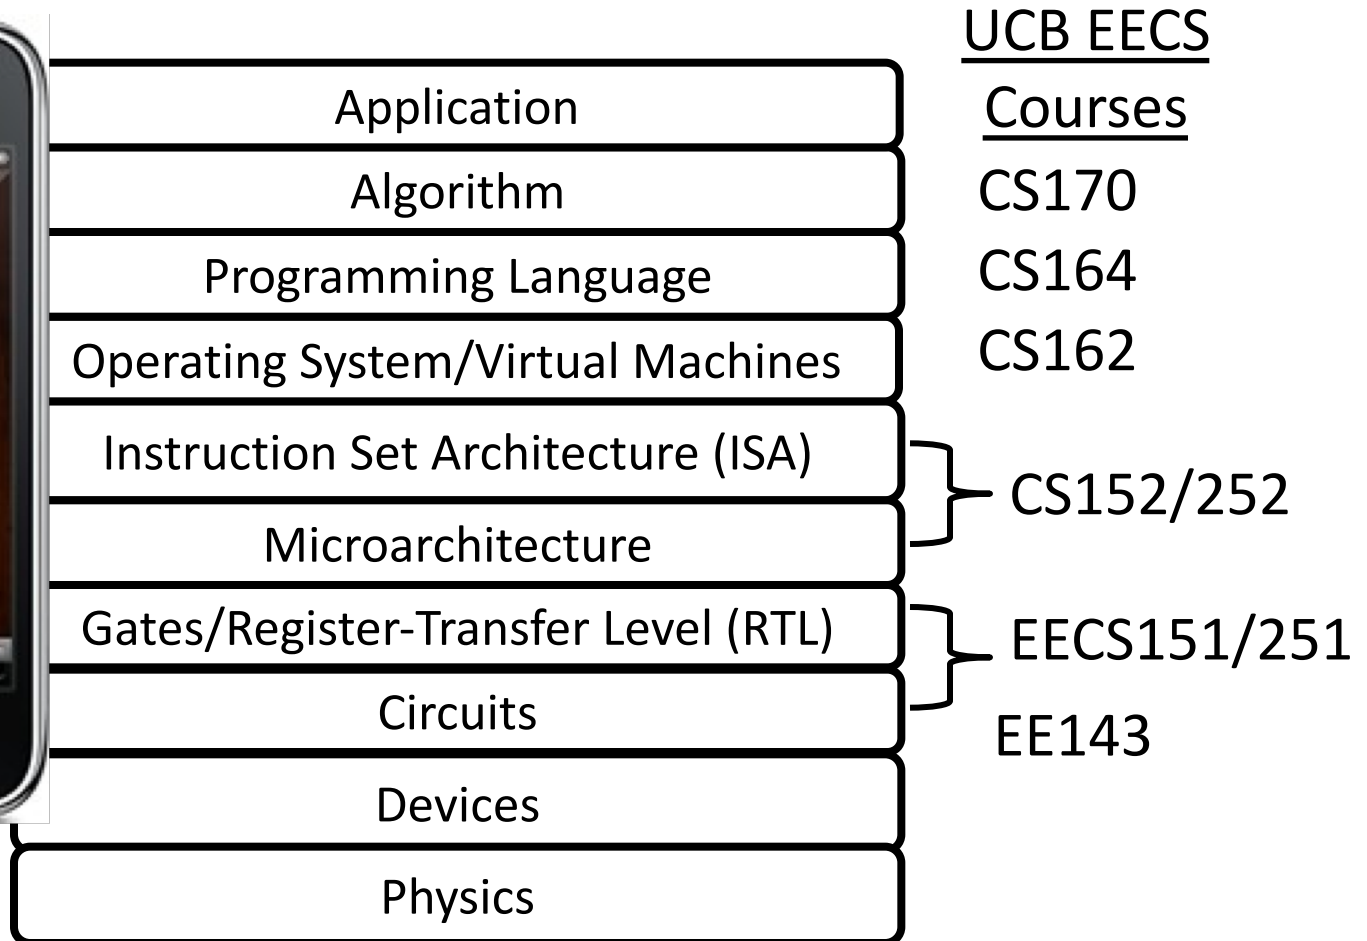 UCB EECS
Courses
Application
Algorithm
CS170
Programming Language
CS164
Operating System/Virtual Machines
CS162
Instruction Set Architecture (ISA)
CS152/252
Microarchitecture
Gates/Register-Transfer Level (RTL)
EECS151/251
Circuits
EE143
Devices
Physics